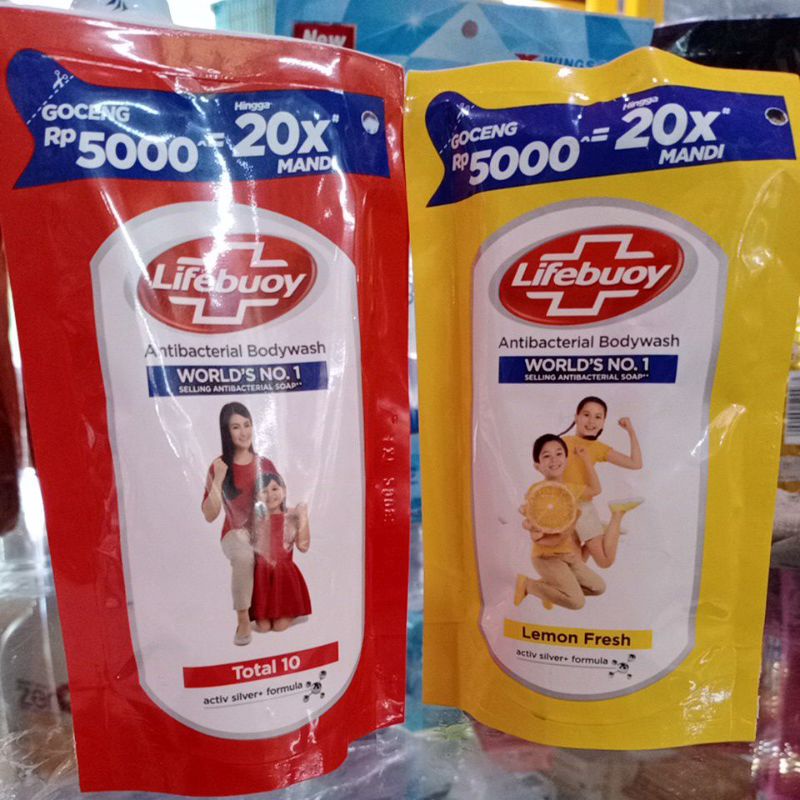 New
WINGS
GOCENG
Rp 5000^ =
Hingga
20x#
MANDI
Lifebuoy
Antibacterial Bodywash
WORLD'S NO. 1
SELLING ANTIBACTERIAL SOAP**
Total 10
activ silver+ formula
GOCENG
Rp 5000^ =
Hingga
20x#
MANDI
Lifebuoy
Antibacterial Bodywash
WORLD'S NO. 1
SELLING ANTIBACTERIAL SOAP**
Lemon Fresh
activ silver+ formula